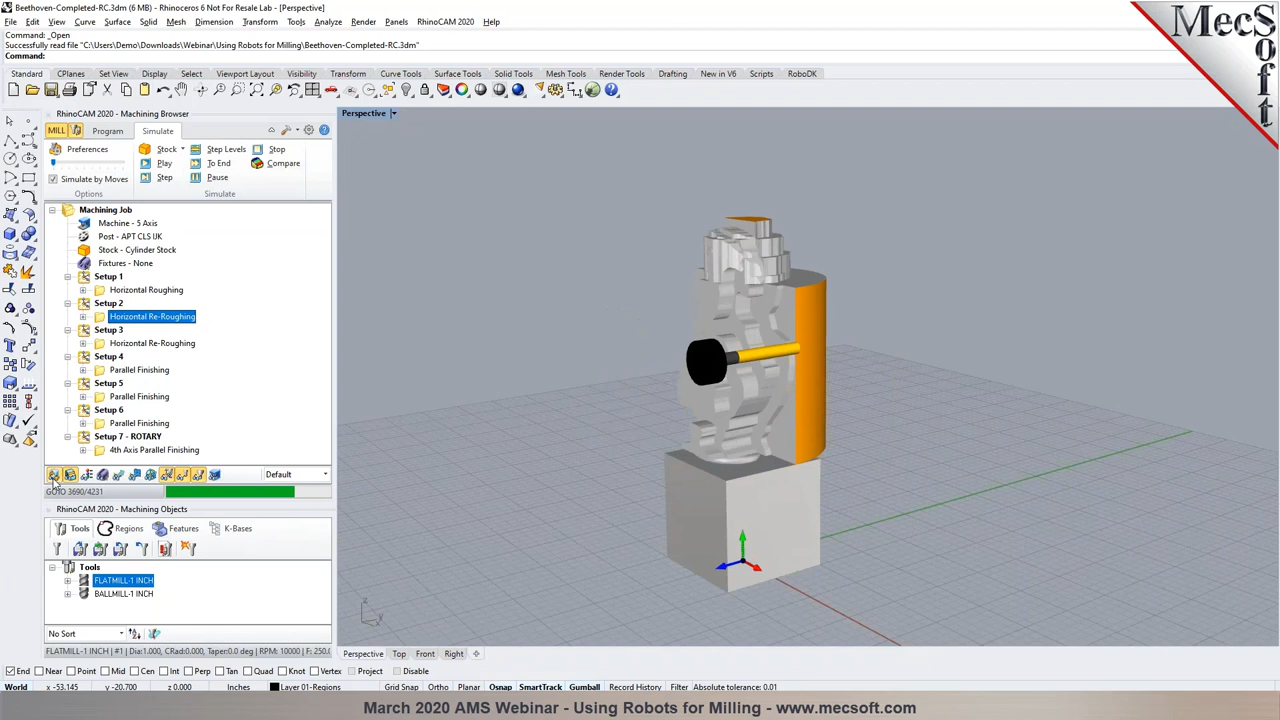 Beethoven-Completed-RC.3dm (6 MB) - Rhinoceros 6 Not For Resale Lab - [Perspective]
File Edit View Curve Surface Solid Mesh Dimension Transform Tools Analyze Render Panels RhinoCAM 2020 Help
Command: _Open
Successfully read file "C:\Users\Demo\Downloads\Webinar\Using Robots for Milling\Beethoven-Completed-RC.3dm"
Command:
Standard CPlanes Set View Display Select Viewport Layout Visibility Transform Curve Tools Surface Tools Solid Tools Mesh Tools Render Tools Drafting New in V6 Scripts RoboDK
MecSoft
RhinoCAM 2020 - Machining Browser
Perspective
MILL Program Simulate
Preferences Stock Step Levels Stop
Play To End Compare
Simulate by Moves Step Pause
Options Simulate
Machining Job
Machine - 5 Axis
Post - APT CLS IJK
Stock - Cylinder Stock
Fixtures - None
Setup 1
Horizontal Roughing
Setup 2
Horizontal Re-Roughing
Setup 3
Horizontal Re-Roughing
Setup 4
Parallel Finishing
Setup 5
Parallel Finishing
Setup 6
Parallel Finishing
Setup 7 - ROTARY
4th Axis Parallel Finishing
Default
GOTO 3690/4231
RhinoCAM 2020 - Machining Objects
Tools Regions Features K-Bases
Tools
FLATMILL-1 INCH
BALLMILL-1 INCH
No Sort
FLATMILL-1 INCH | #1 | Dia:1.000, CRad:0.000, Taper:0.0 deg | RPM: 10000 | F: 250.0
z
y
Perspective Top Front Right
End Near Point Mid Cen Int Perp Tan Quad Knot Vertex Project Disable
World x -53.145 y -20.700 z 0.000 Inches Layer 01-Regions Grid Snap Ortho Planar Osnap SmartTrack Gumball Record History Filter Absolute tolerance: 0.01
March 2020 AMS Webinar - Using Robots for Milling - www.mecsoft.com